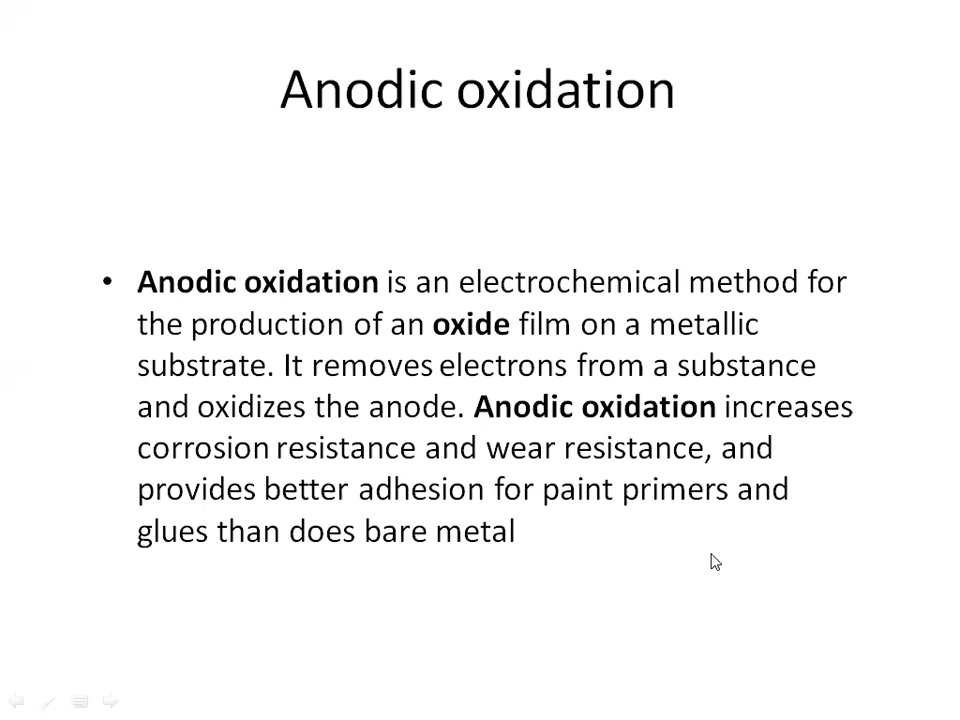 Anodic oxidation
• Anodic oxidation is an electrochemical method for
the production of an oxide film on a metallic
substrate. It removes electrons from a substance
and oxidizes the anode. Anodic oxidation increases
corrosion resistance and wear resistance, and
provides better adhesion for paint primers and
glues than does bare metal